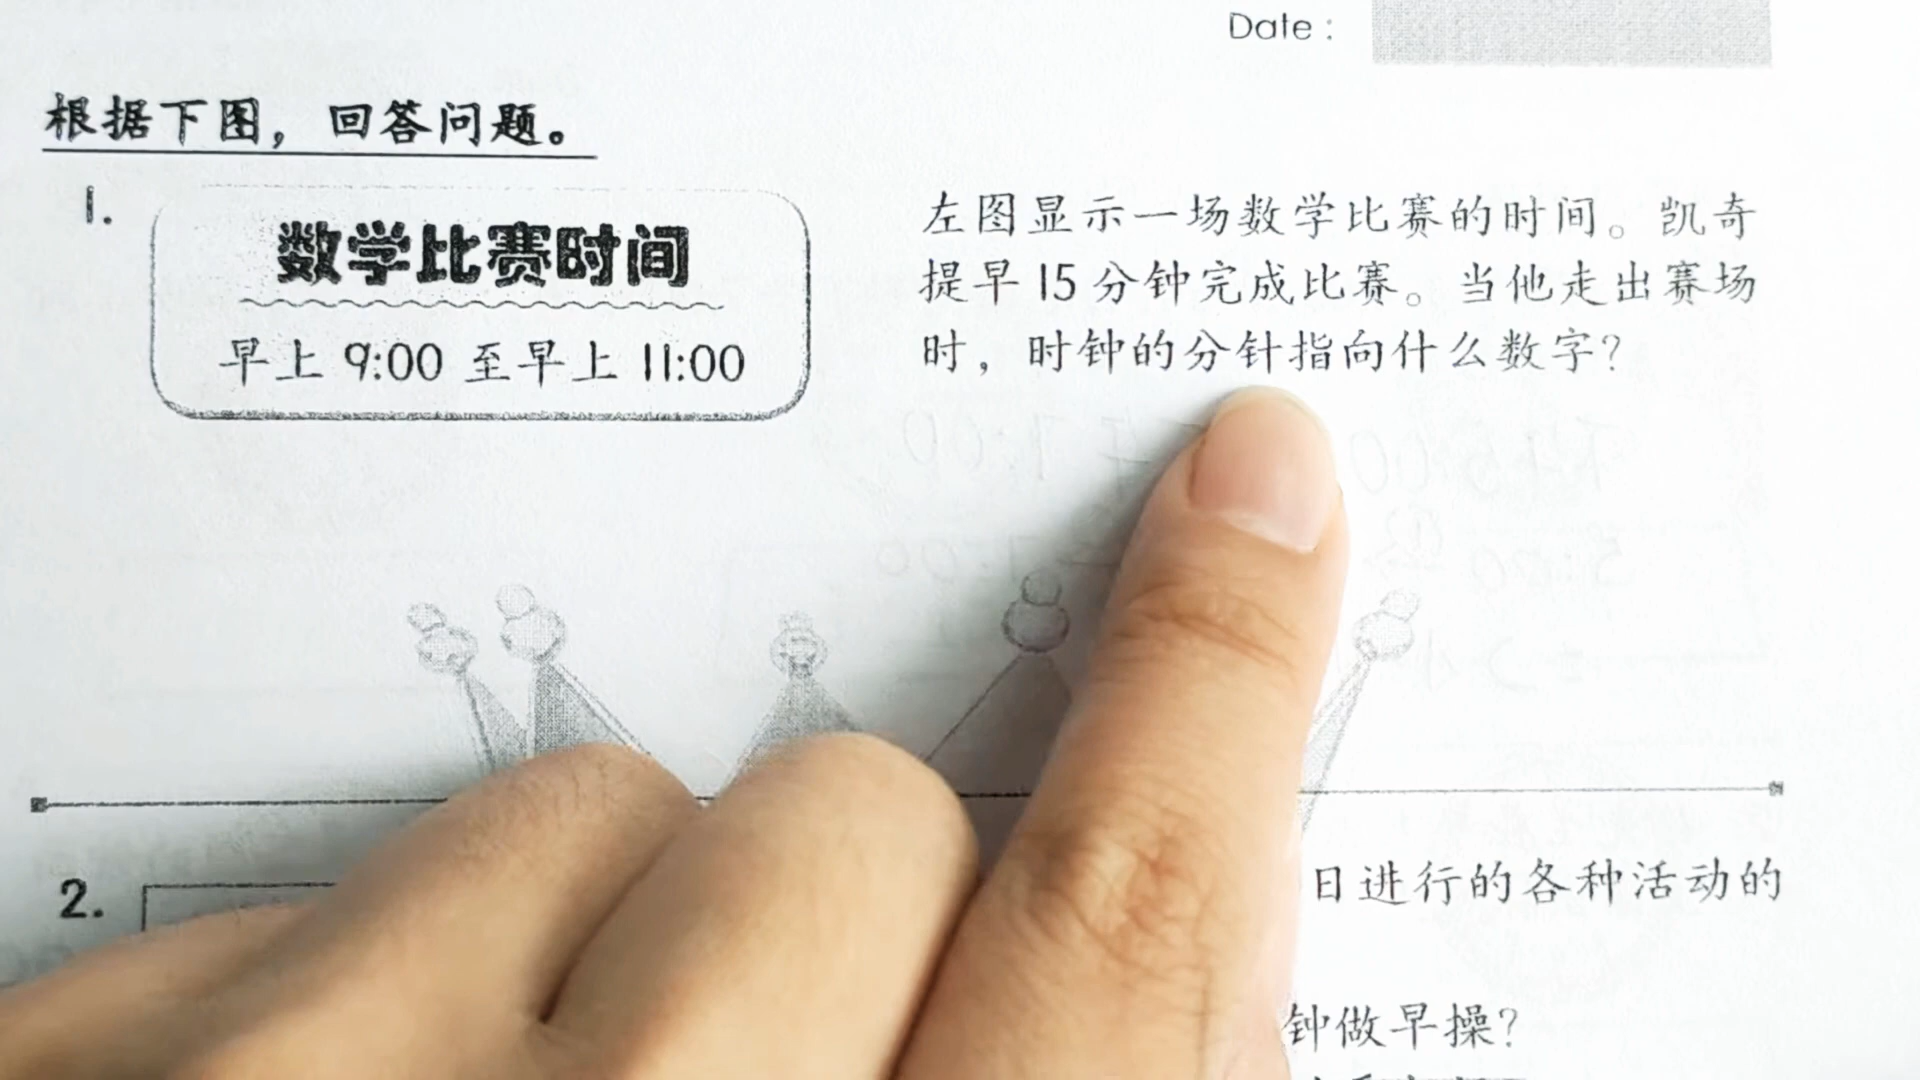 Date :
根据下图，回答问题。
1.
数学比赛时间
早上 9:00 至早上 11:00
左图显示一场数学比赛的时间。凯奇
提早 15 分钟完成比赛。当他走出赛场
时，时钟的分针指向什么数字？
2.
日进行的各种活动的
钟做早操？